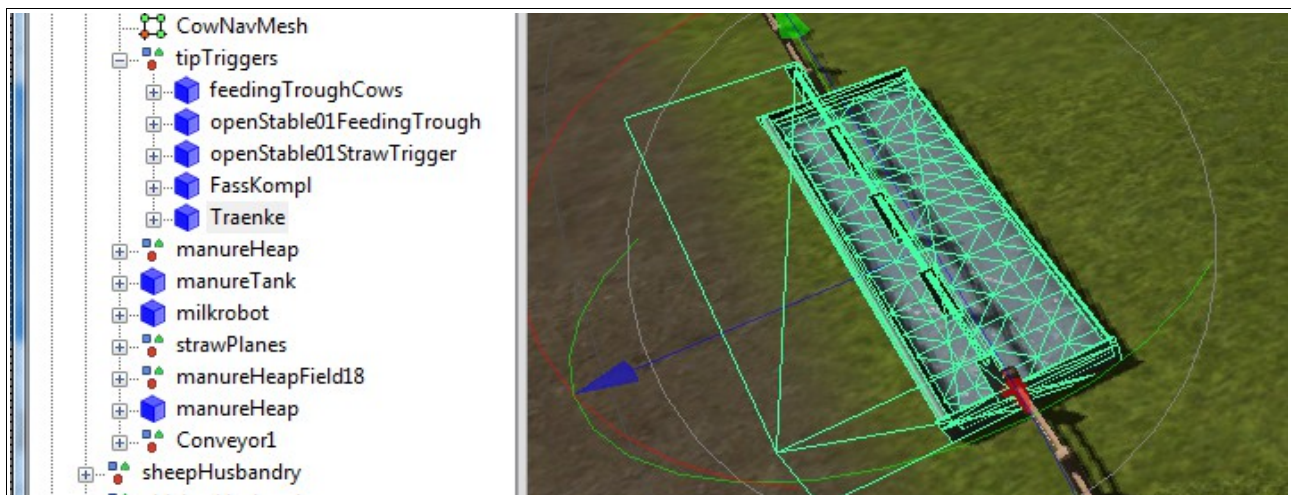 CowNavMesh
tipTriggers
feedingTroughCows
openStable01FeedingTrough
openStable01StrawTrigger
FassKompl
Traenke
manureHeap
manureTank
milkrobot
strawPlanes
manureHeapField18
manureHeap
Conveyor1
sheepHusbandry